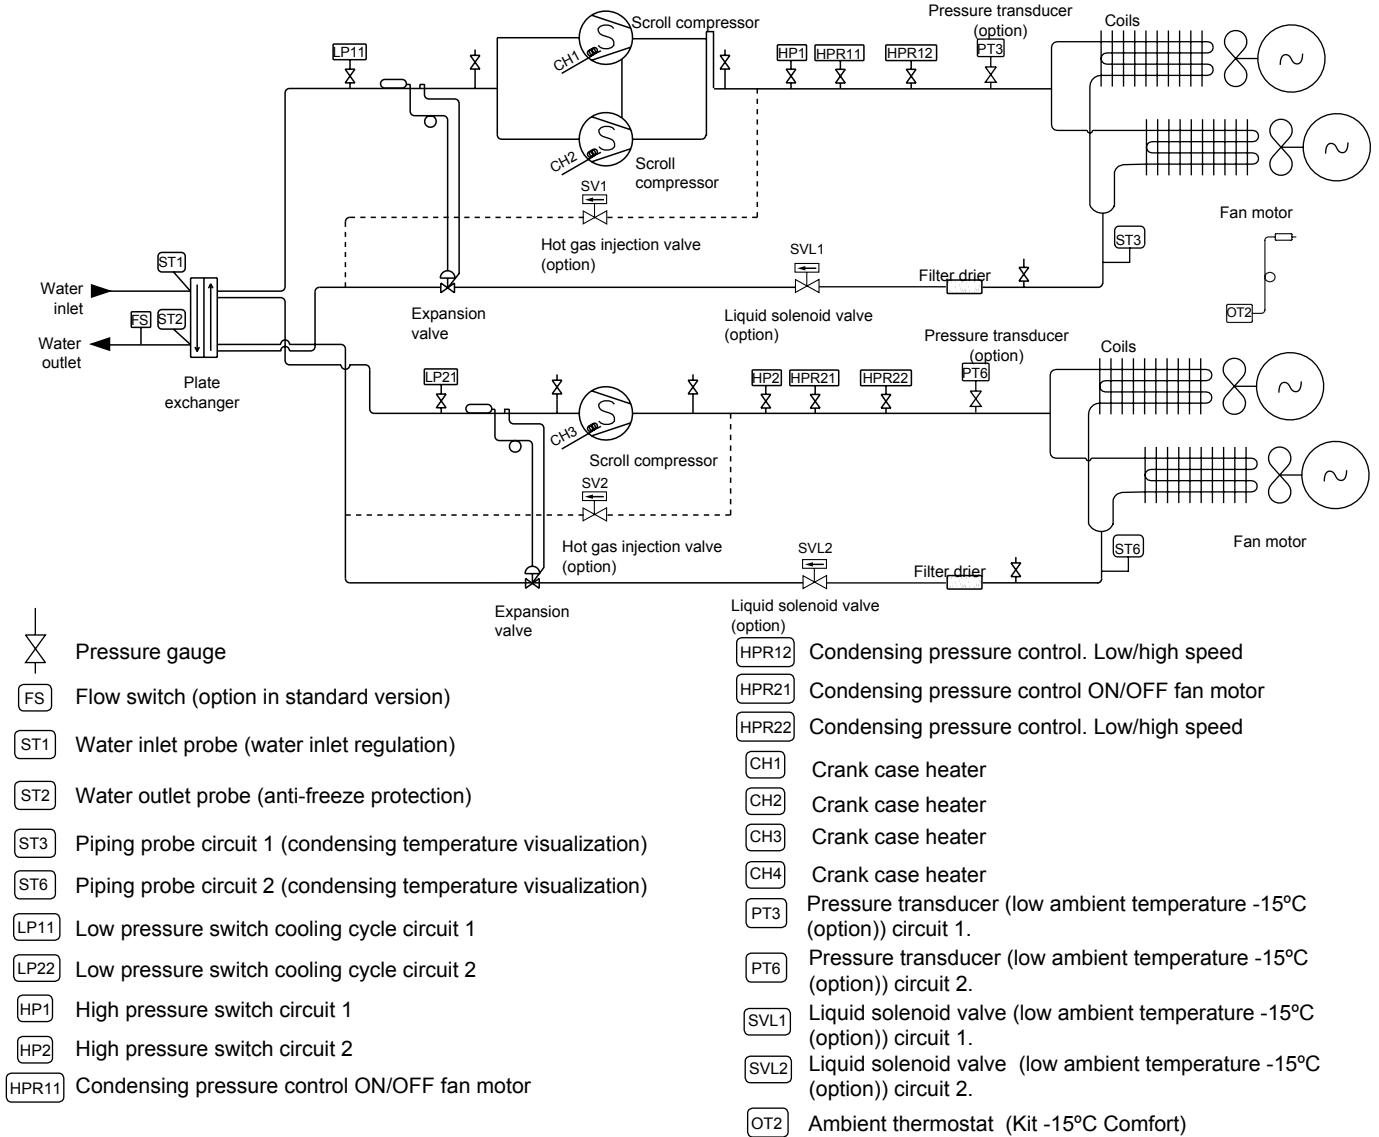 Scroll compressor
Pressure transducer
(option)
Coils
LP11
CH1
HP1
HPR11
HPR12
PT3
CH2
Scroll
compressor
SV1
Hot gas injection valve
(option)
SVL1
Fan motor
ST3
Filter drier
OT2
ST1
Water
inlet
FS
ST2
Water
outlet
Plate
exchanger
Expansion
valve
Liquid solenoid valve
(option)
Pressure transducer
(option)
Coils
LP21
CH3
HP2
HPR21
HPR22
PT6
Scroll compressor
SV2
Hot gas injection valve
(option)
SVL2
Fan motor
ST6
Filter drier
Expansion
valve
Liquid solenoid valve
(option)
Pressure gauge
FS Flow switch (option in standard version)
ST1 Water inlet probe (water inlet regulation)
ST2 Water outlet probe (anti-freeze protection)
ST3 Piping probe circuit 1 (condensing temperature visualization)
ST6 Piping probe circuit 2 (condensing temperature visualization)
LP11 Low pressure switch cooling cycle circuit 1
LP22 Low pressure switch cooling cycle circuit 2
HP1 High pressure switch circuit 1
HP2 High pressure switch circuit 2
HPR11 Condensing pressure control ON/OFF fan motor
HPR12 Condensing pressure control. Low/high speed
HPR21 Condensing pressure control ON/OFF fan motor
HPR22 Condensing pressure control. Low/high speed
CH1 Crank case heater
CH2 Crank case heater
CH3 Crank case heater
CH4 Crank case heater
PT3 Pressure transducer (low ambient temperature -15ºC
(option)) circuit 1.
PT6 Pressure transducer (low ambient temperature -15ºC
(option)) circuit 2.
SVL1 Liquid solenoid valve (low ambient temperature -15ºC
(option)) circuit 1.
SVL2 Liquid solenoid valve (low ambient temperature -15ºC
(option)) circuit 2.
OT2 Ambient thermostat (Kit -15ºC Comfort)